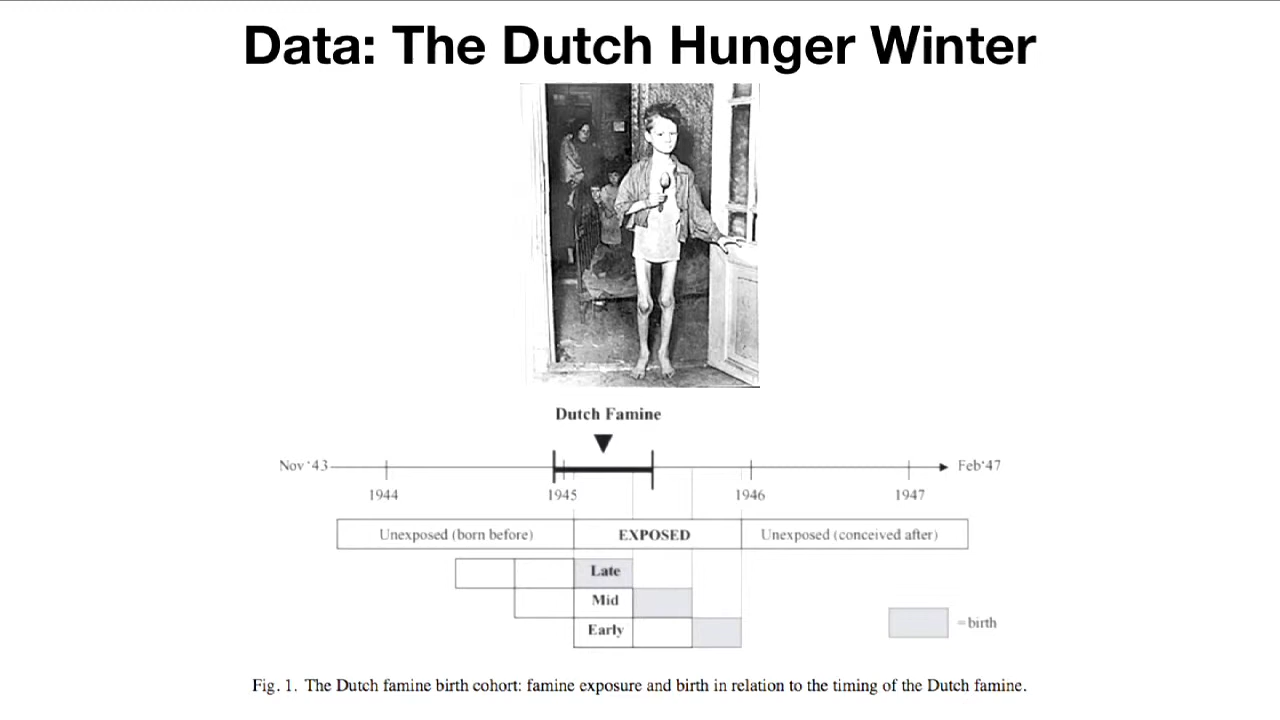 Data: The Dutch Hunger Winter
Dutch Famine
Nov '43
Feb'47
1944
1945
1946
1947
Unexposed (born before)
EXPOSED
Unexposed (conceived after)
Late
Mid
Early
=birth
Fig. 1. The Dutch famine birth cohort: famine exposure and birth in relation to the timing of the Dutch famine.